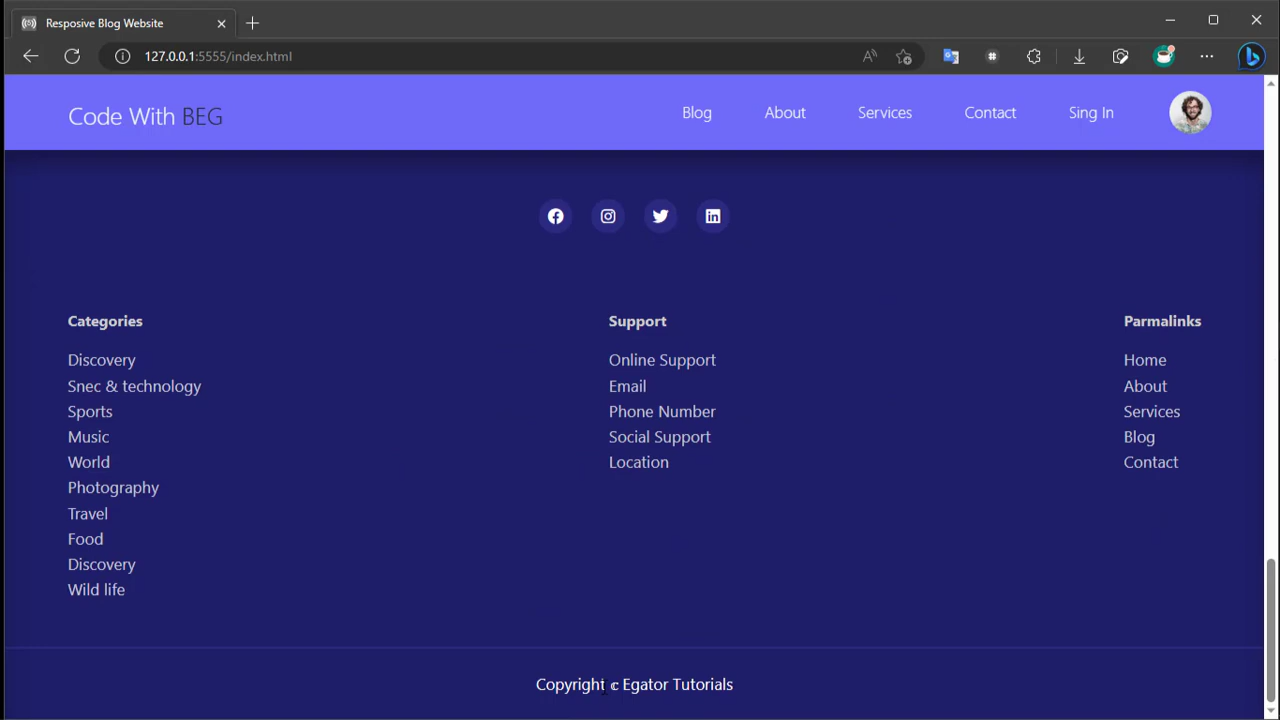 Resposive Blog Website
127.0.0.1:5555/index.html
Code With BEG
Blog About Services Contact Sing In
Categories
Discovery
Snec & technology
Sports
Music
World
Photography
Travel
Food
Discovery
Wild life
Support
Online Support
Email
Phone Number
Social Support
Location
Parmalinks
Home
About
Services
Blog
Contact
Copyright c Egator Tutorials